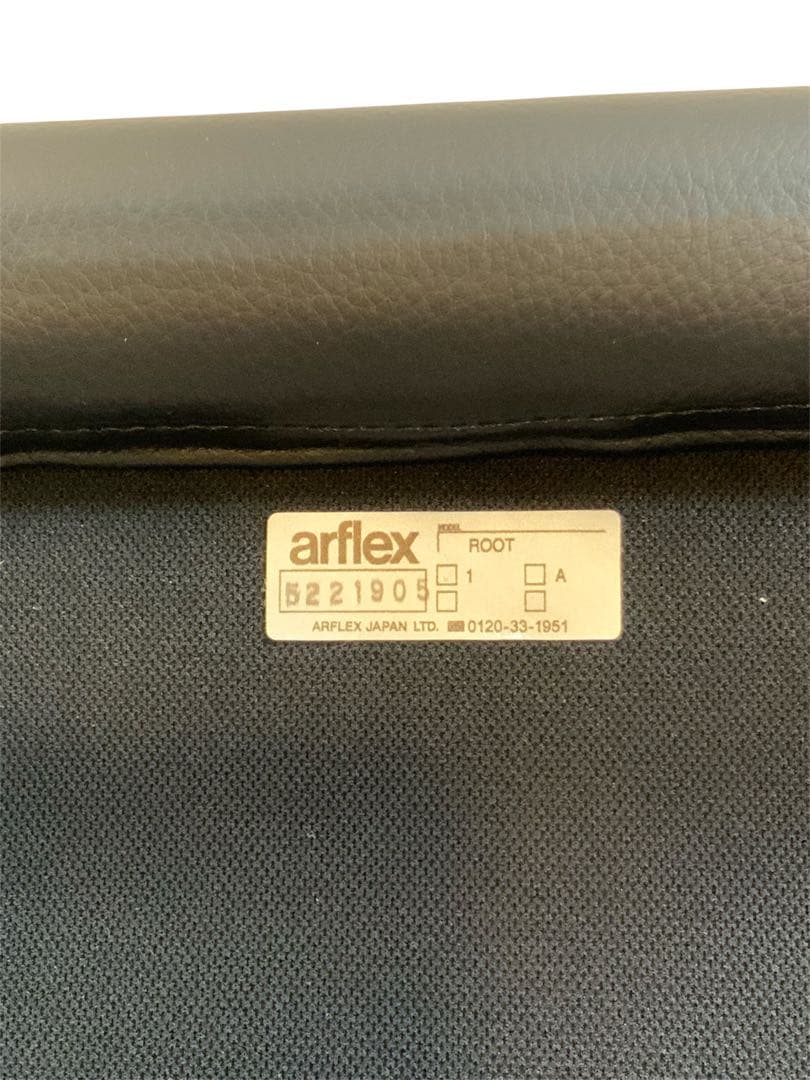 arflex
MODEL
ROOT
5221905
1
A
ARFLEX JAPAN LTD. 0120-33-1951